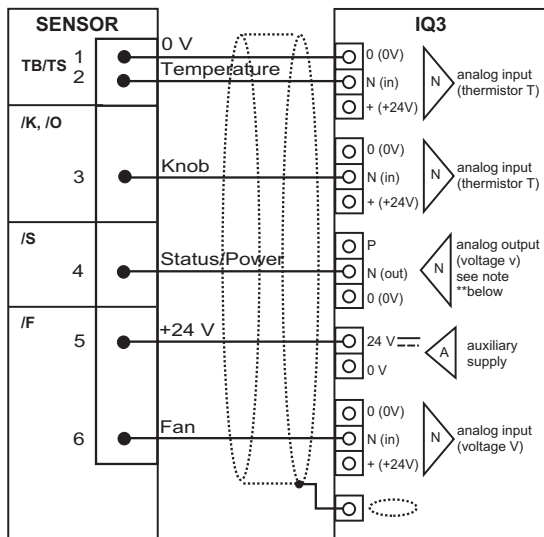 SENSOR
IQ3
TB/TS
1
0 V
0 (0V)
2
Temperature
N (in)
+ (+24V)
N
analog input
(thermistor T)
/K, /O
3
Knob
0 (0V)
N (in)
+ (+24V)
N
analog input
(thermistor T)
/S
4
Status/Power
P
N (out)
0 (0V)
N
analog output
(voltage v)
see note
**below
/F
5
+24 V
24 V
0 V
A
auxiliary
supply
6
Fan
0 (0V)
N (in)
+ (+24V)
N
analog input
(voltage V)